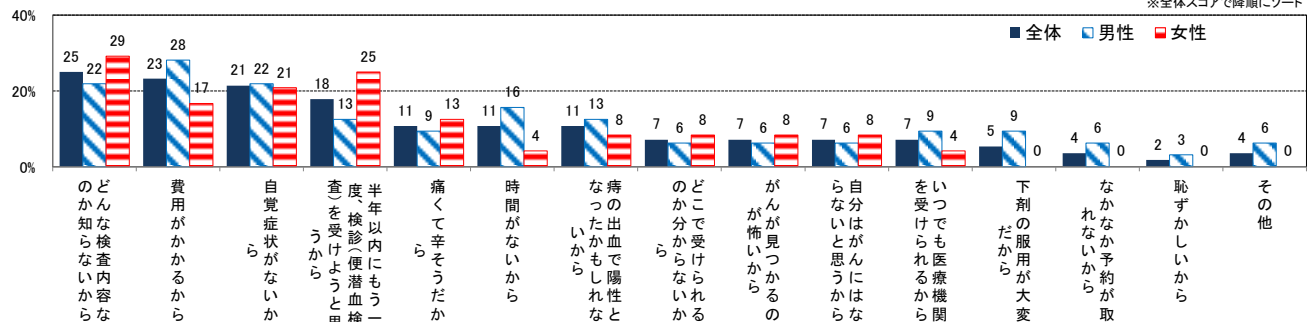 ※全体スコアで降順にソート
40%
20%
0%
全体 男性 女性
25 22 29
23 28 17
21 22 21
18 13 25
11 9 13
11 16 4
11 13 8
7 6 8
7 6 8
7 6 8
7 9 4
5 9 0
4 6 0
2 3 0
4 6 0
どんな検査内容な
のか知らないから
費用がかかるから
自覚症状がないか
ら
半年以内にもう一
度、検診(便潜血検
査)を受けようと思
うから
痛くて辛そうだか
ら
時間がないから
痔の出血で陽性と
なったかもしれな
いから
どこで受けられる
のか分からないか
ら
がんが見つかるの
が怖いから
自分はがんにはな
らないと思うから
いつでも医療機関
を受けられるから
下剤の服用が大変
だから
なかなか予約が取
れないから
恥ずかしいから
その他